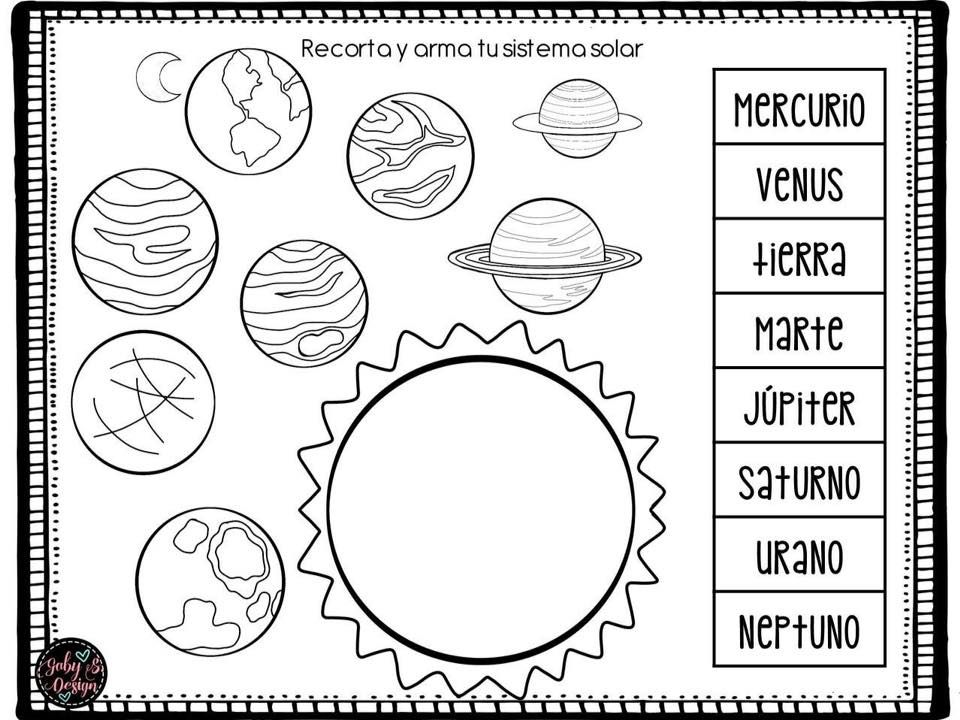 Recorta y arma tu sistema solar
MERCURIO
VENUS
tiERRA
MARtE
JÚPitER
SAtURNO
URANO
NEPtUNO
Gaby S.
Design